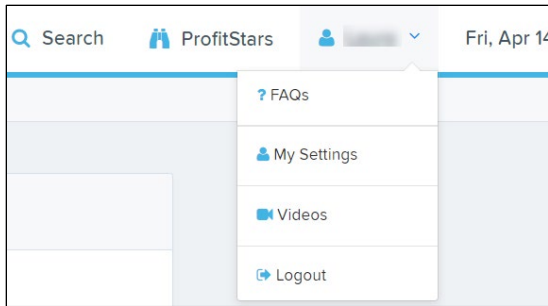 Search ProfitStars Fri, Apr 14
? FAQs
My Settings
Videos
Logout